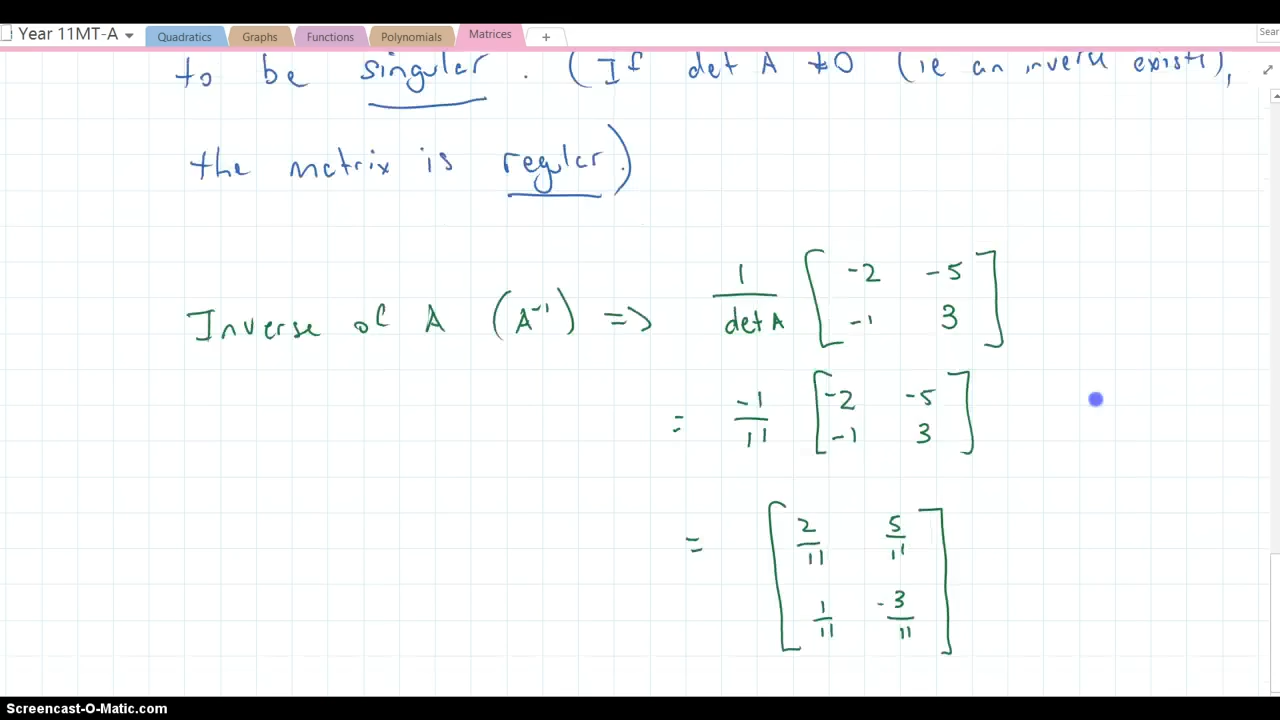 Year 11MT-A
Quadratics Graphs Functions Polynomials Matrices +
Sear
to be singular. (If det A ≠0 (ie an inverse exists),
the matrix is regular.)
Inverse of A (A⁻¹) => 1/det A [-2 -5
-1 3]
= -1/11 [-2 -5
-1 3]
= [2/11 5/11
1/11 -3/11]
Screencast-O-Matic.com